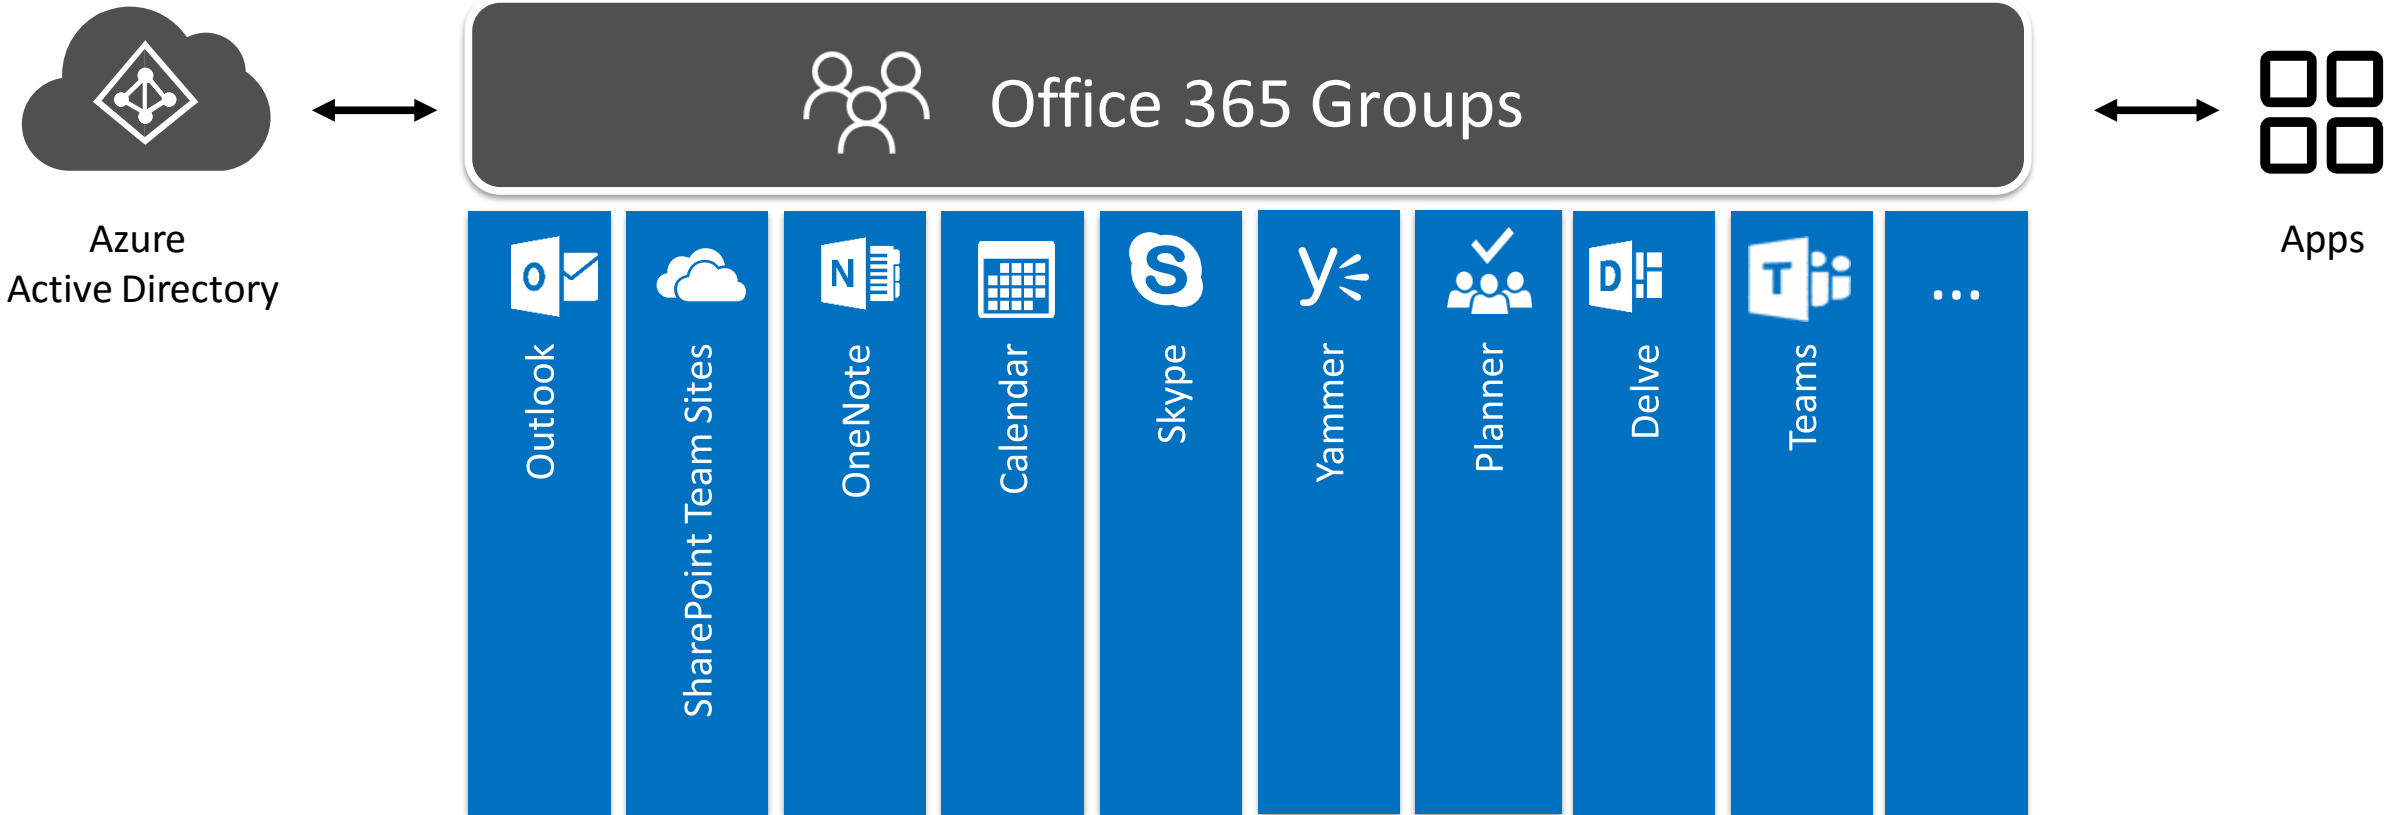 Office 365 Groups
Azure
Active Directory
Apps
O
Outlook
SharePoint Team Sites
N
OneNote
Calendar
S
Skype
y
Yammer
Planner
D
Delve
T
Teams
...